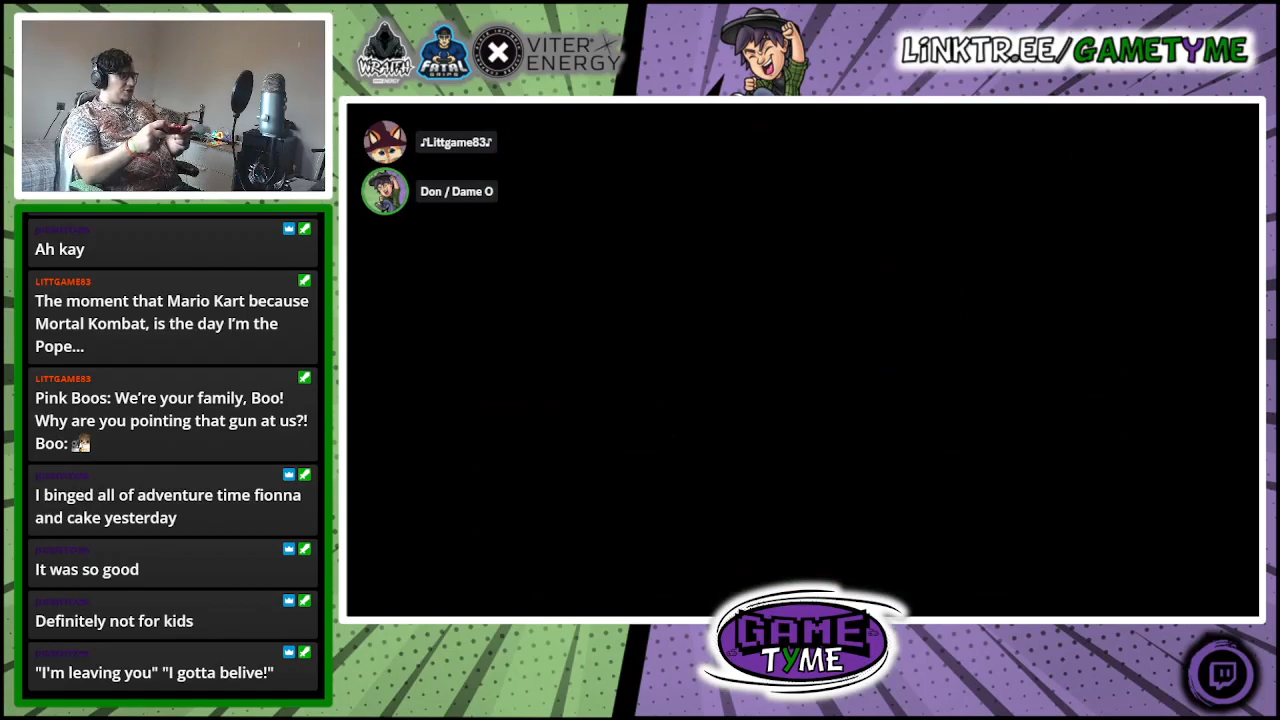 WRAITH
FATAL
GRIPS
VITER
ENERGY
LINKTR.EE/GAMETYME
♪Littgame83♪
Don / Dame O
Ah kay
LITTGAME83
The moment that Mario Kart because
Mortal Kombat, is the day I'm the
Pope...
LITTGAME83
Pink Boos: We're your family, Boo!
Why are you pointing that gun at us?!
Boo:
I binged all of adventure time fionna
and cake yesterday
It was so good
Definitely not for kids
"I'm leaving you" "I gotta belive!"
GAME
TYME